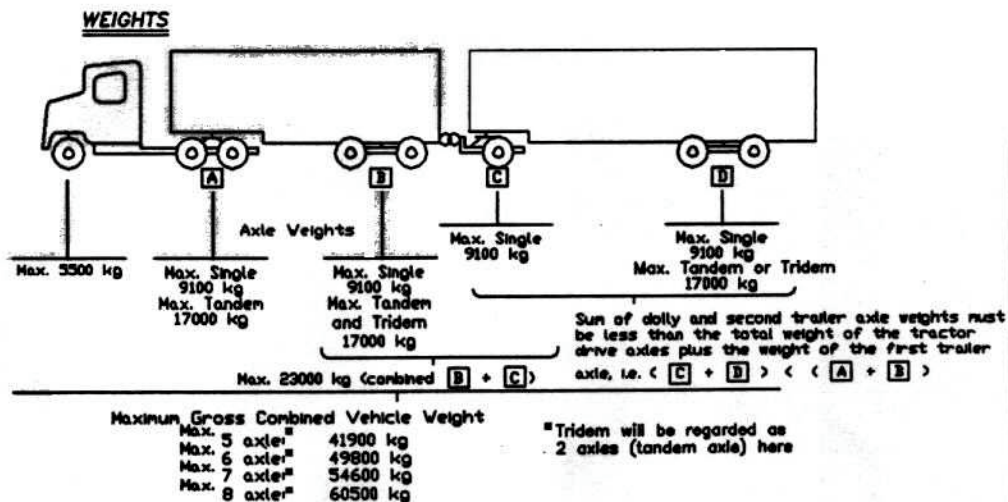 WEIGHTS
A
B
C
D
Axle Weights
Max. 5500 kg
Max. Single
9100 kg
Max. Tandem
17000 kg
Max. Single
9100 kg
Max. Tandem
and Tridem
17000 kg
Max. Single
9100 kg
Max. Single
9100 kg
Max. Tandem or Tridem
17000 kg
Max. 23000 kg (combined B + C)
Sum of dolly and second trailer axle weights must
be less than the total weight of the tractor
drive axles plus the weight of the first trailer
axle, i.e. ( C + D ) < ( A + B )
Maximum Gross Combined Vehicle Weight
Max. 5 axler* 41900 kg
Max. 6 axler* 49800 kg
Max. 7 axler* 54600 kg
Max. 8 axler* 60500 kg
*Tridem will be regarded as
2 axles (tandem axle) here